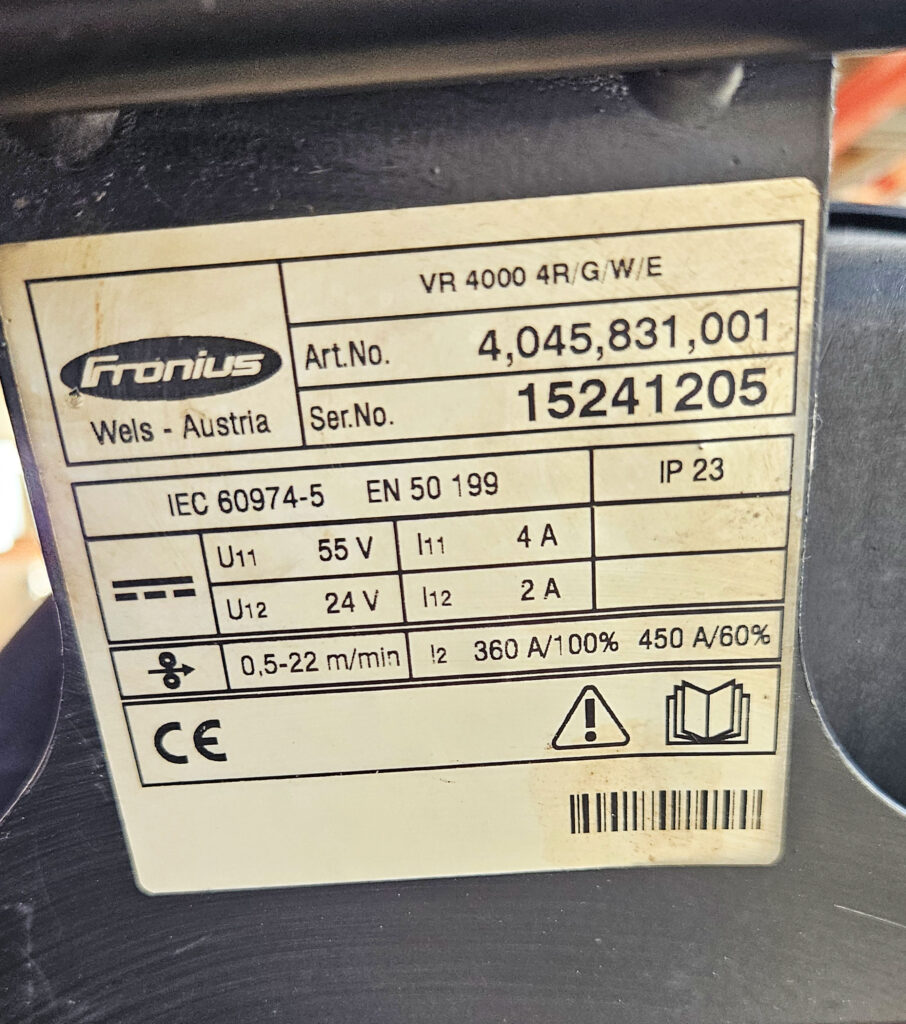 VR 4000 4R/G/W/E
Fronius
Wels - Austria
Art.No. 4,045,831,001
Ser.No. 15241205
IEC 60974-5 EN 50 199 IP 23
U11 55 V I11 4 A
U12 24 V I12 2 A
0,5-22 m/min I2 360 A/100% 450 A/60%
CE